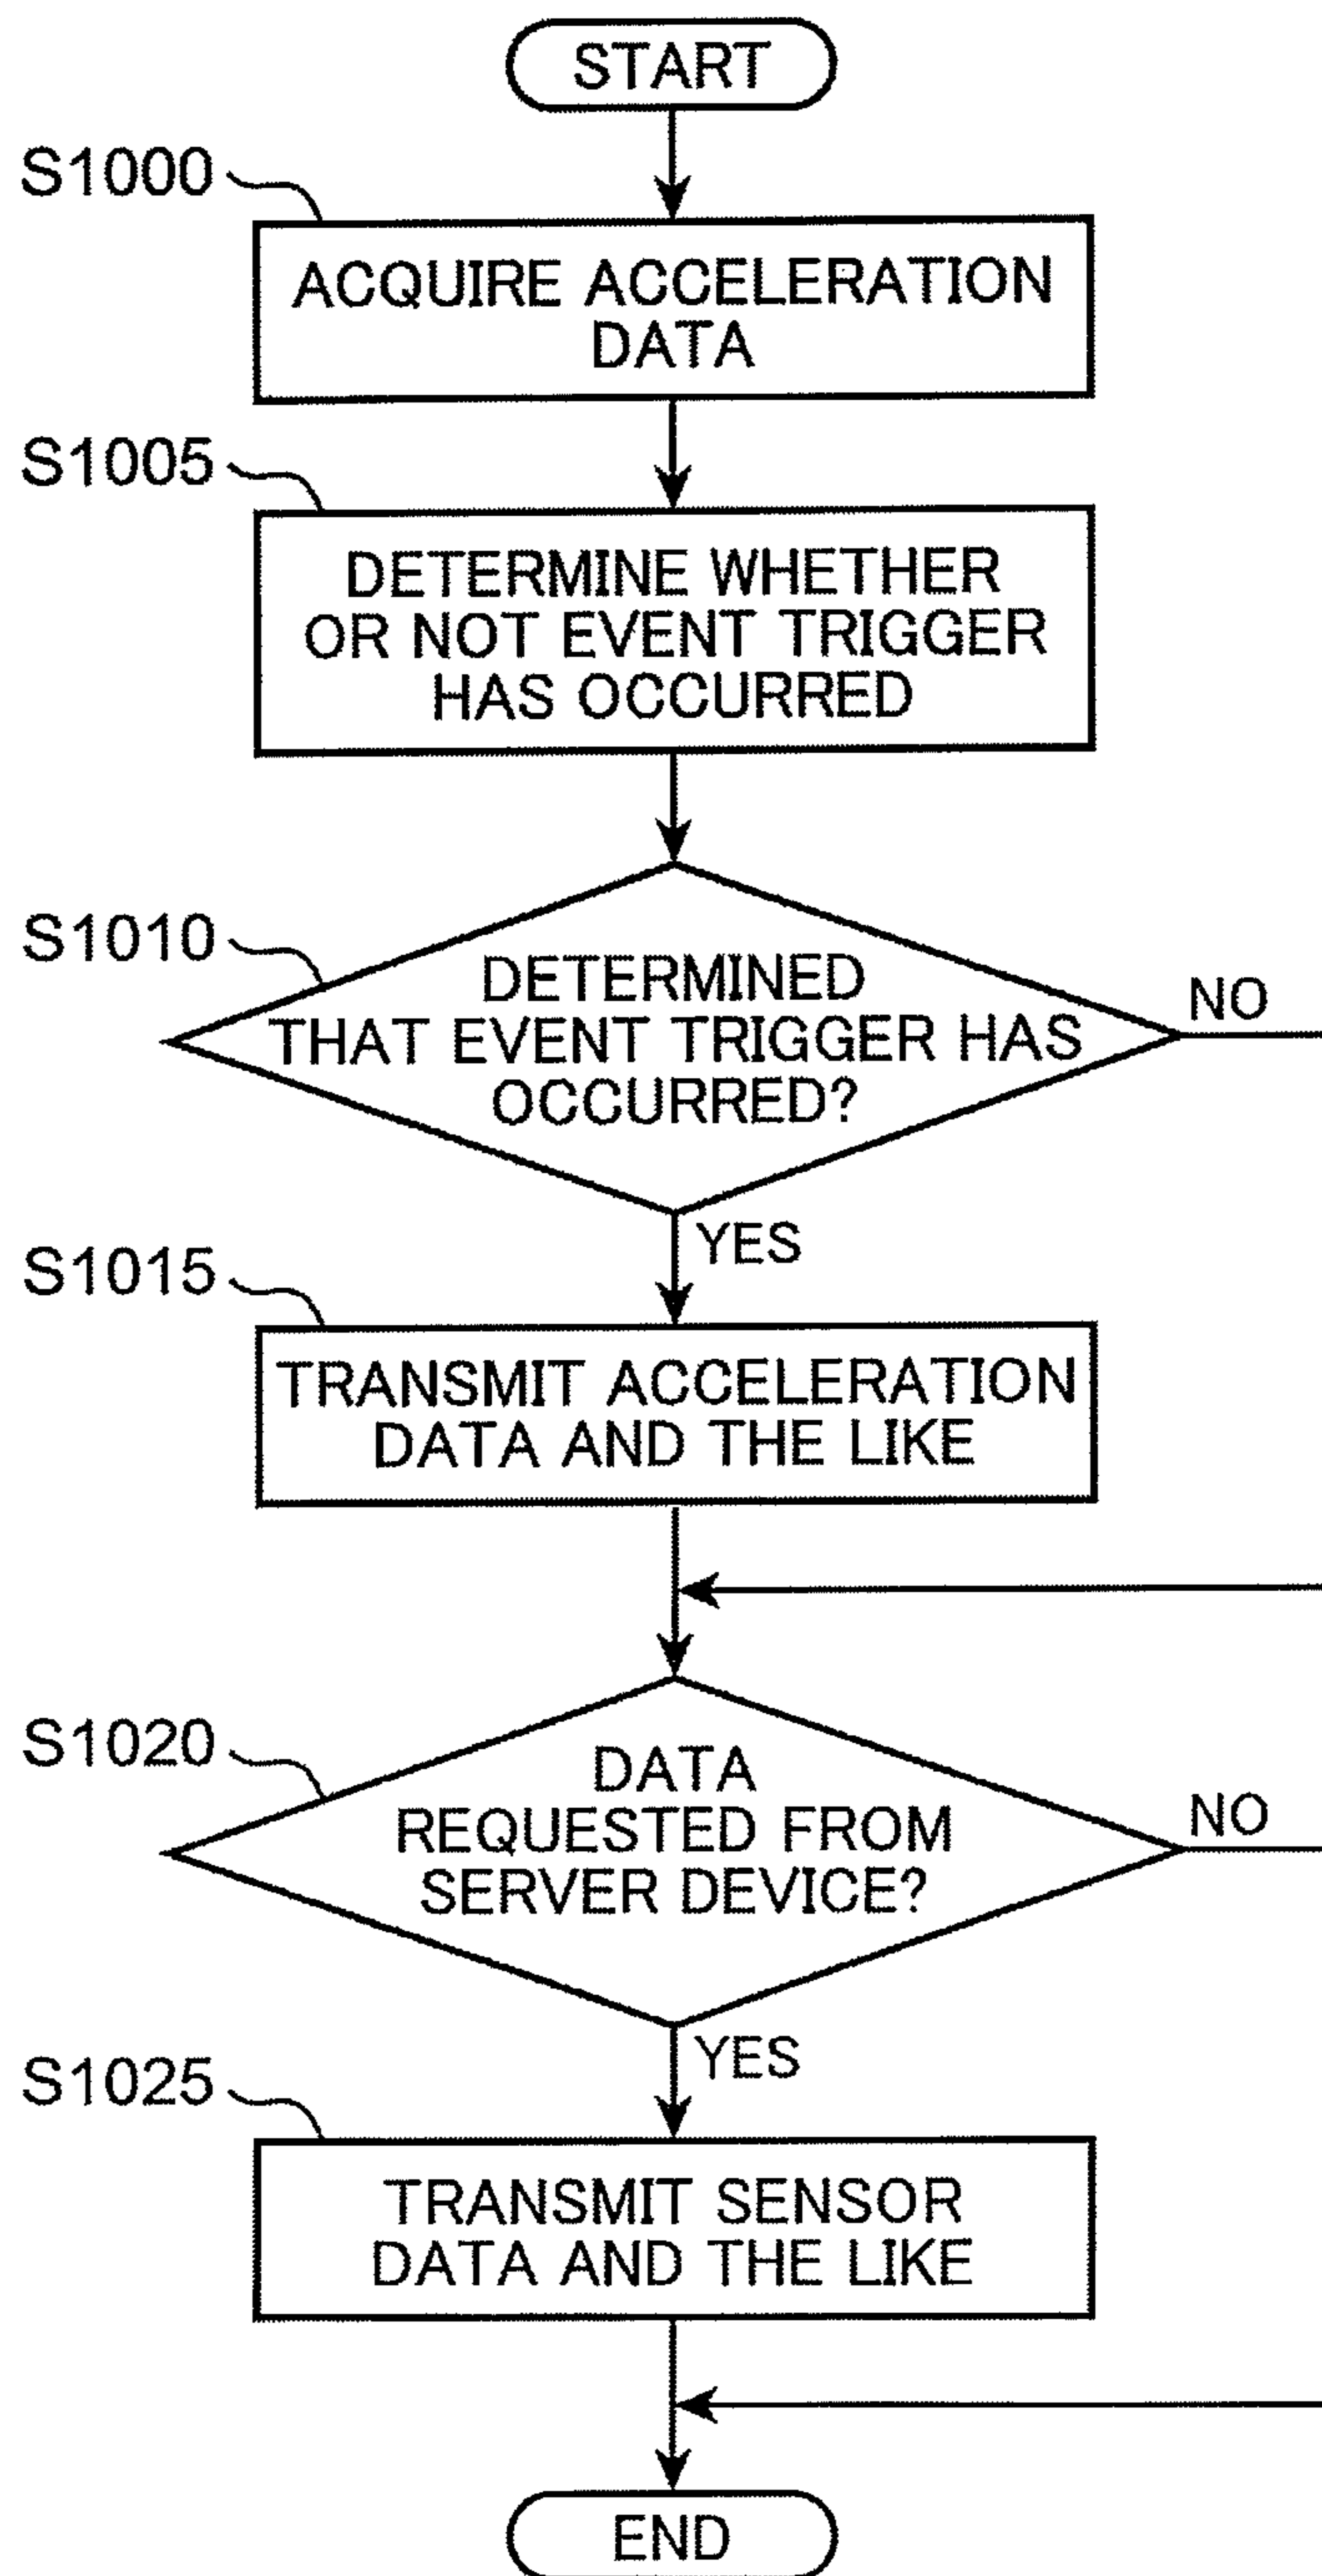 START
S1000
ACQUIRE ACCELERATION
DATA
S1005
DETERMINE WHETHER
OR NOT EVENT TRIGGER
HAS OCCURRED
S1010
DETERMINED
THAT EVENT TRIGGER HAS
OCCURRED?
NO
YES
S1015
TRANSMIT ACCELERATION
DATA AND THE LIKE
S1020
DATA
REQUESTED FROM
SERVER DEVICE?
NO
YES
S1025
TRANSMIT SENSOR
DATA AND THE LIKE
END